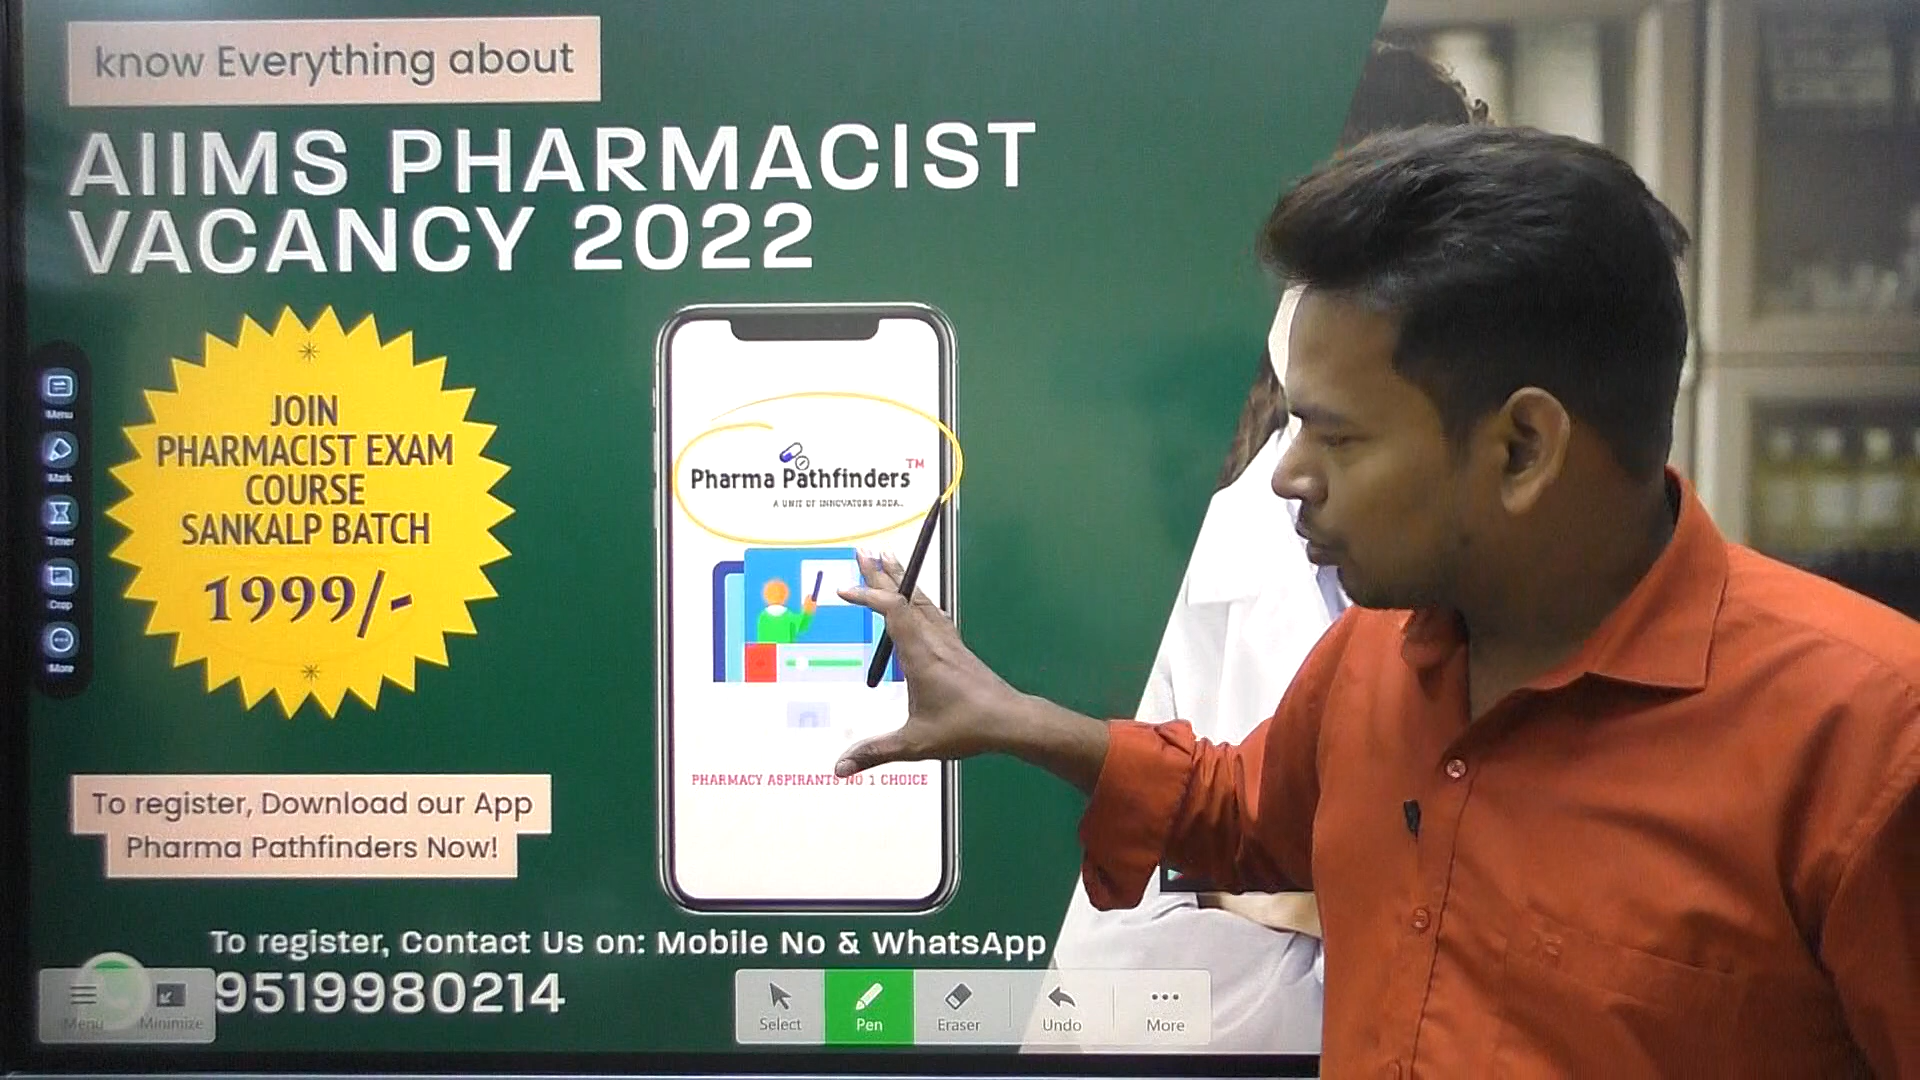 know Everything about
AIIMS PHARMACIST
VACANCY 2022
JOIN
PHARMACIST EXAM
COURSE
SANKALP BATCH
1999/-
Pharma Pathfinders™
A UNIT OF INNOVATORS ADDA.
PHARMACY ASPIRANTS NO 1 CHOICE
To register, Download our App
Pharma Pathfinders Now!
To register, Contact Us on: Mobile No & WhatsApp
9519980214
Menu
Mark
Timer
Crop
More
Menu
Minimize
Select
Pen
Eraser
Undo
More